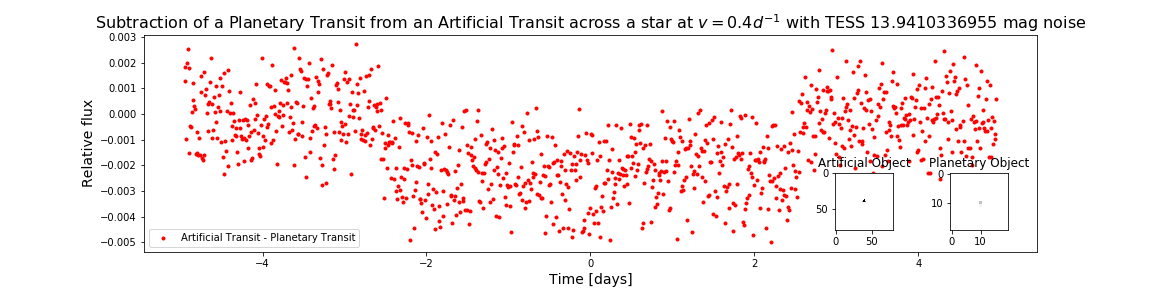 Subtraction of a Planetary Transit from an Artificial Transit across a star at v = 0.4d⁻¹ with TESS 13.9410336955 mag noise
0.003
0.002
0.001
0.000
−0.001
−0.002
−0.003
−0.004
−0.005
Relative flux
Artificial Transit - Planetary Transit
Artificial Object
0
50
0 50
Planetary Object
0
10
0 10
−4 −2 0 2 4
Time [days]